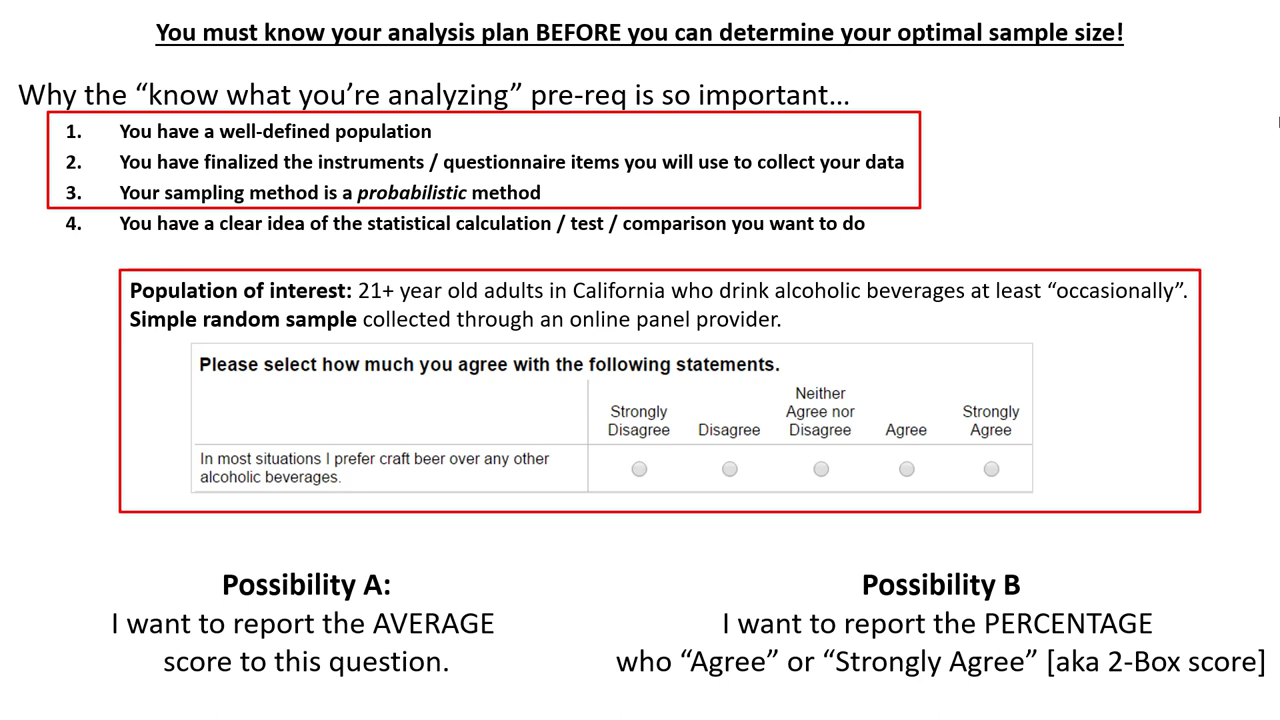 You must know your analysis plan BEFORE you can determine your optimal sample size!
Why the “know what you’re analyzing” pre-req is so important…
1. You have a well-defined population
2. You have finalized the instruments / questionnaire items you will use to collect your data
3. Your sampling method is a probabilistic method
4. You have a clear idea of the statistical calculation / test / comparison you want to do
Population of interest: 21+ year old adults in California who drink alcoholic beverages at least “occasionally”.
Simple random sample collected through an online panel provider.
Please select how much you agree with the following statements.
Strongly Disagree Disagree Neither Agree nor Disagree Agree Strongly Agree
In most situations I prefer craft beer over any other
alcoholic beverages.
Possibility A:
I want to report the AVERAGE
score to this question.
Possibility B
I want to report the PERCENTAGE
who “Agree” or “Strongly Agree” [aka 2-Box score]